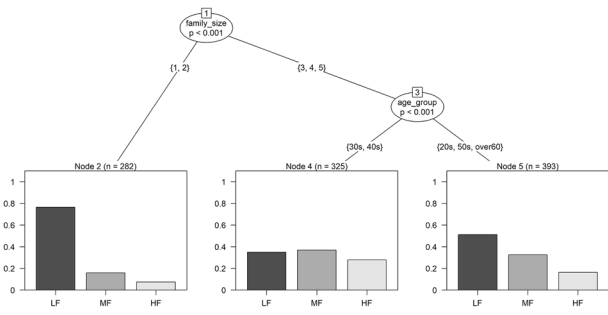 1
family_size
p < 0.001
{1, 2}
{3, 4, 5}
3
age_group
p < 0.001
{30s, 40s}
{20s, 50s, over60}
Node 2 (n = 282)
1
0.8
0.6
0.4
0.2
0
LF MF HF
Node 4 (n = 325)
1
0.8
0.6
0.4
0.2
0
LF MF HF
Node 5 (n = 393)
1
0.8
0.6
0.4
0.2
0
LF MF HF